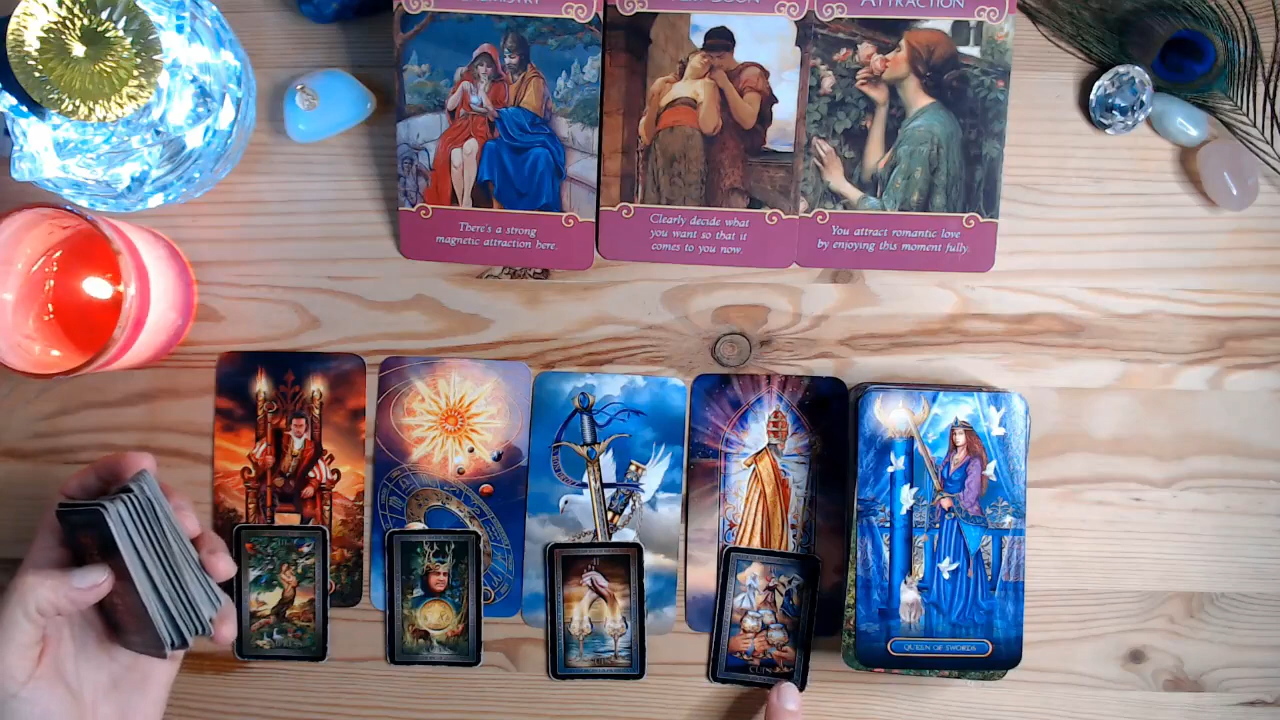 ATTRACTION
There's a strong
magnetic attraction here.
Clearly decide what
you want so that it
comes to you now.
You attract romantic love
by enjoying this moment fully.
QUEEN OF SWORDS